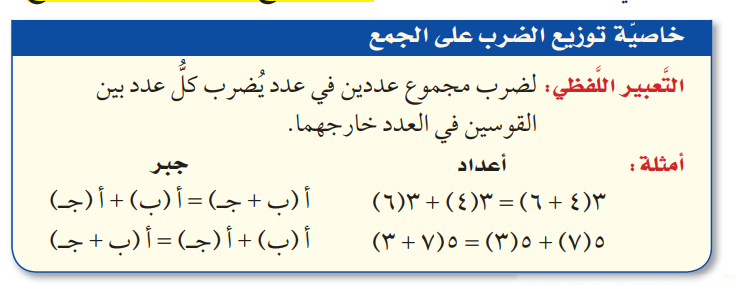 خاصيّة توزيع الضرب على الجمع
التَّعبير اللَّفظي: لضرب مجموع عددين في عدد يُضرب كلُّ عدد بين
القوسين في العدد خارجهما.
أمثلة: أعداد جبر
٣(٤ + ٦) = ٣(٤) + ٣(٦) أ (ب + جـ) = أ (ب) + أ (جـ)
٥(٧) + ٥(٣) = ٥(٧ + ٣) أ (ب) + أ (جـ) = أ (ب + جـ)